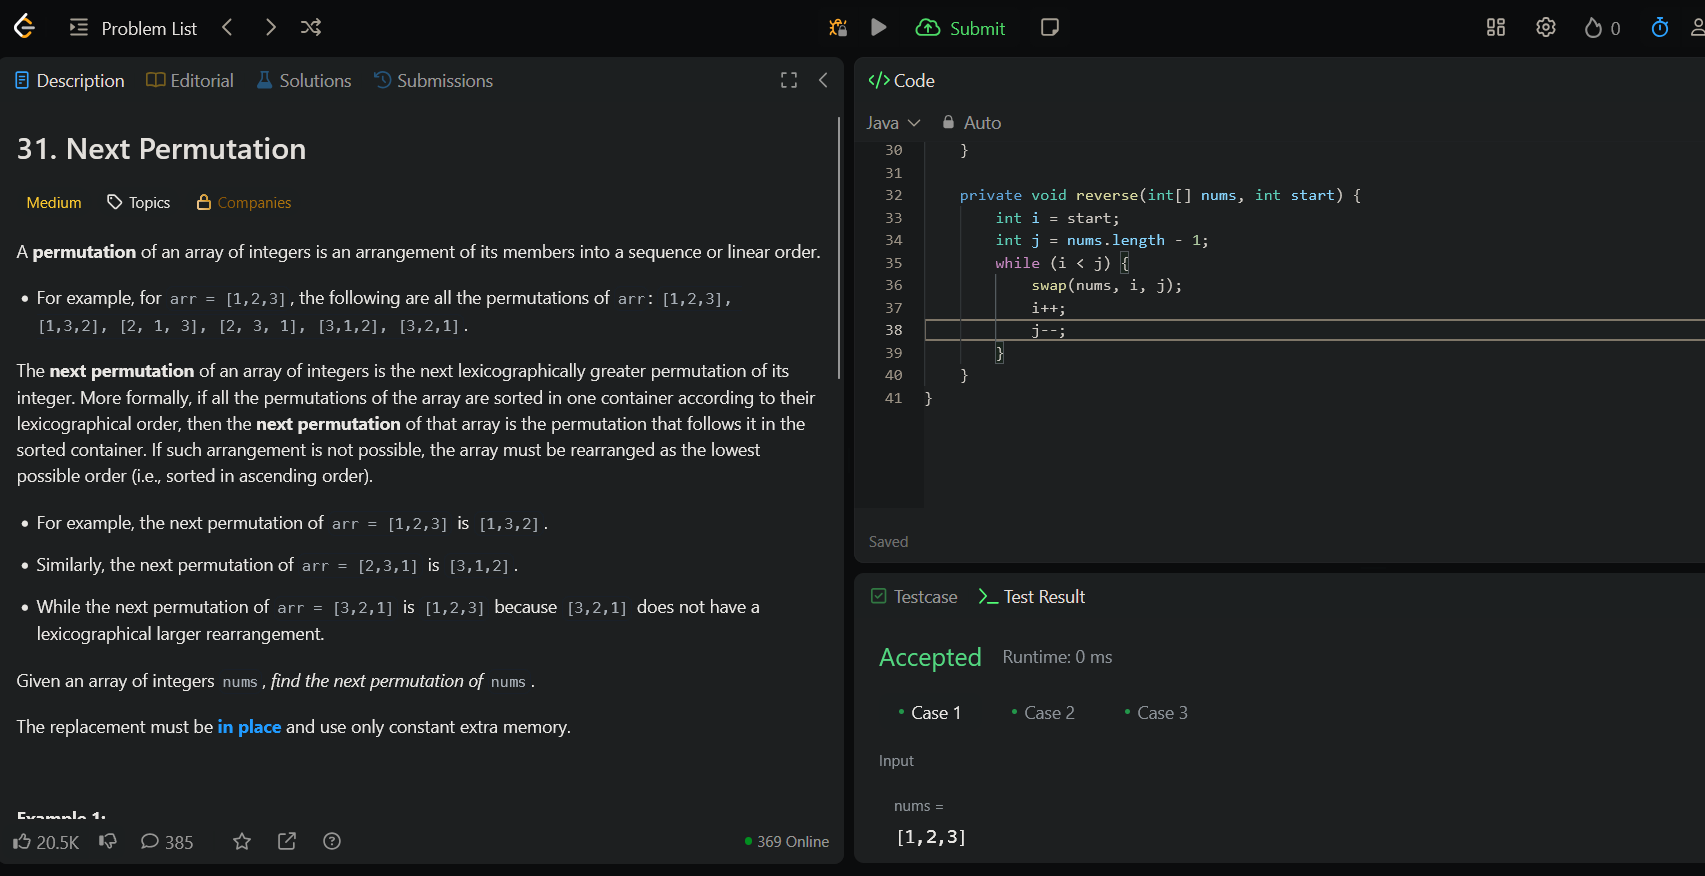 Problem List
Submit
0
Description Editorial Solutions Submissions
31. Next Permutation
Medium Topics Companies
A permutation of an array of integers is an arrangement of its members into a sequence or linear order.
• For example, for arr = [1,2,3], the following are all the permutations of arr: [1,2,3],
[1,3,2], [2, 1, 3], [2, 3, 1], [3,1,2], [3,2,1].
The next permutation of an array of integers is the next lexicographically greater permutation of its
integer. More formally, if all the permutations of the array are sorted in one container according to their
lexicographical order, then the next permutation of that array is the permutation that follows it in the
sorted container. If such arrangement is not possible, the array must be rearranged as the lowest
possible order (i.e., sorted in ascending order).
• For example, the next permutation of arr = [1,2,3] is [1,3,2].
• Similarly, the next permutation of arr = [2,3,1] is [3,1,2].
• While the next permutation of arr = [3,2,1] is [1,2,3] because [3,2,1] does not have a
lexicographical larger rearrangement.
Given an array of integers nums, find the next permutation of nums.
The replacement must be in place and use only constant extra memory.
Example 1:
20.5K 385
369 Online
</> Code
Java Auto
30 }
31
32 private void reverse(int[] nums, int start) {
33 int i = start;
34 int j = nums.length - 1;
35 while (i < j) {
36 swap(nums, i, j);
37 i++;
38 j--;
39 }
40 }
41 }
Saved
Testcase >_ Test Result
Accepted Runtime: 0 ms
• Case 1 • Case 2 • Case 3
Input
nums =
[1,2,3]